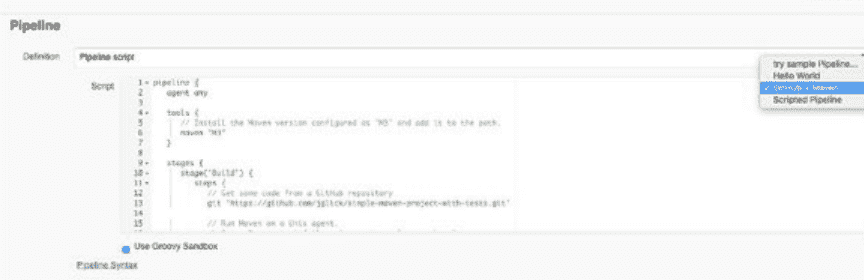 Pipeline
Definition
Pipeline script
try sample Pipeline...
Hello World
Scripted Pipeline
Script
1 pipeline {
2 agent any
3
4 tools {
5 // Install the Maven version configured as "M3" and add it to the path.
6 maven "M3"
7 }
8
9 stages {
10 stage('Build') {
11 steps {
12 // Get some code from a GitHub repository
13 git 'https://github.com/jglick/simple-maven-project-with-tests.git'
14
15 // Run Maven on a Unix agent.
Use Groovy Sandbox
Pipeline Syntax